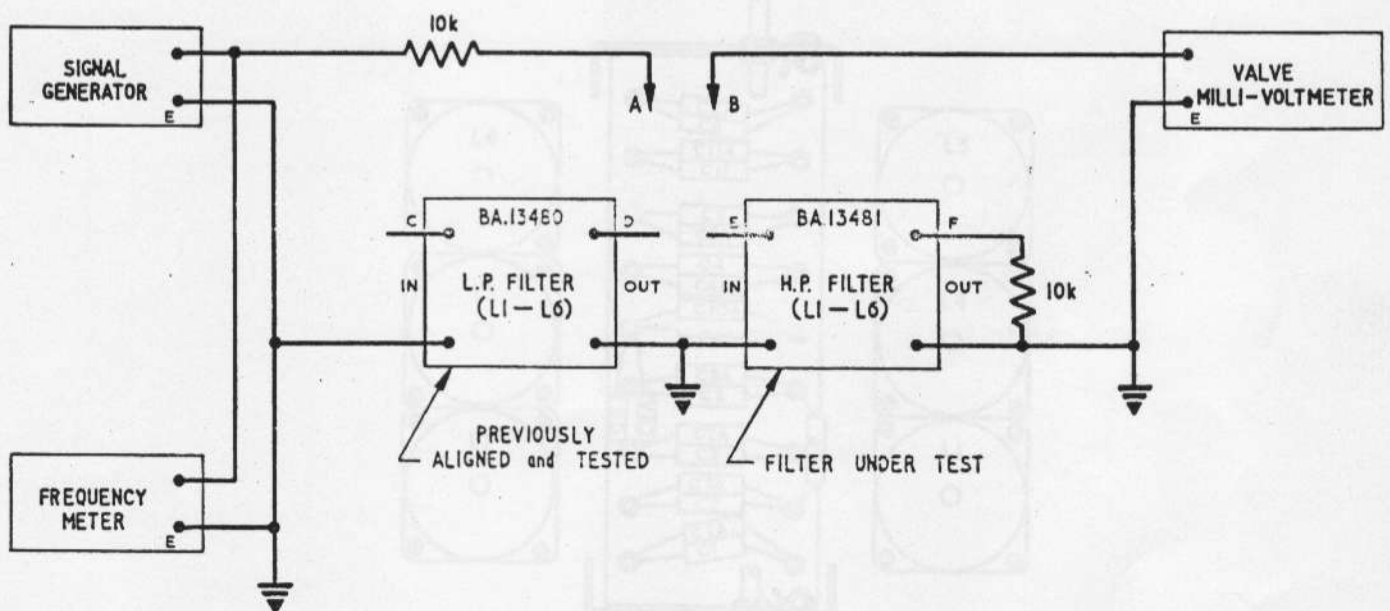 10k
SIGNAL
GENERATOR
E
A
B
VALVE
MILLI-VOLTMETER
E
C
BA.13480
D
IN
L.P. FILTER
(L1 — L6)
OUT
E
BA.13481
F
IN
H.P. FILTER
(L1 — L6)
OUT
10k
PREVIOUSLY
ALIGNED and TESTED
FILTER UNDER TEST
FREQUENCY
METER
E